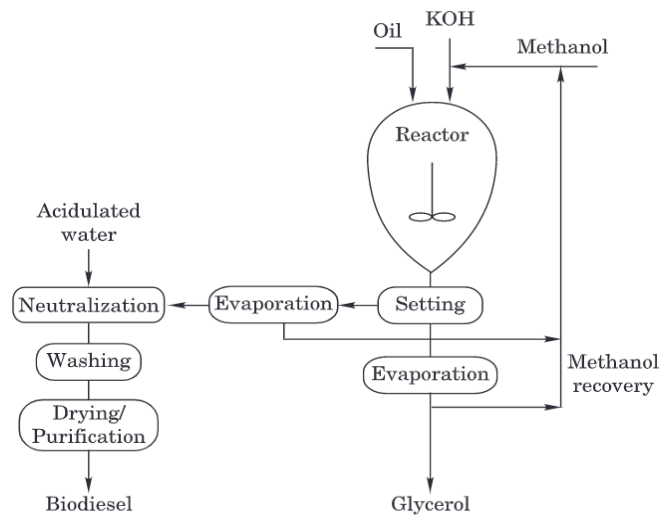 KOH
Oil
Methanol
Reactor
Acidulated
water
Neutralization
Evaporation
Setting
Washing
Evaporation
Methanol
recovery
Drying/
Purification
Biodiesel
Glycerol